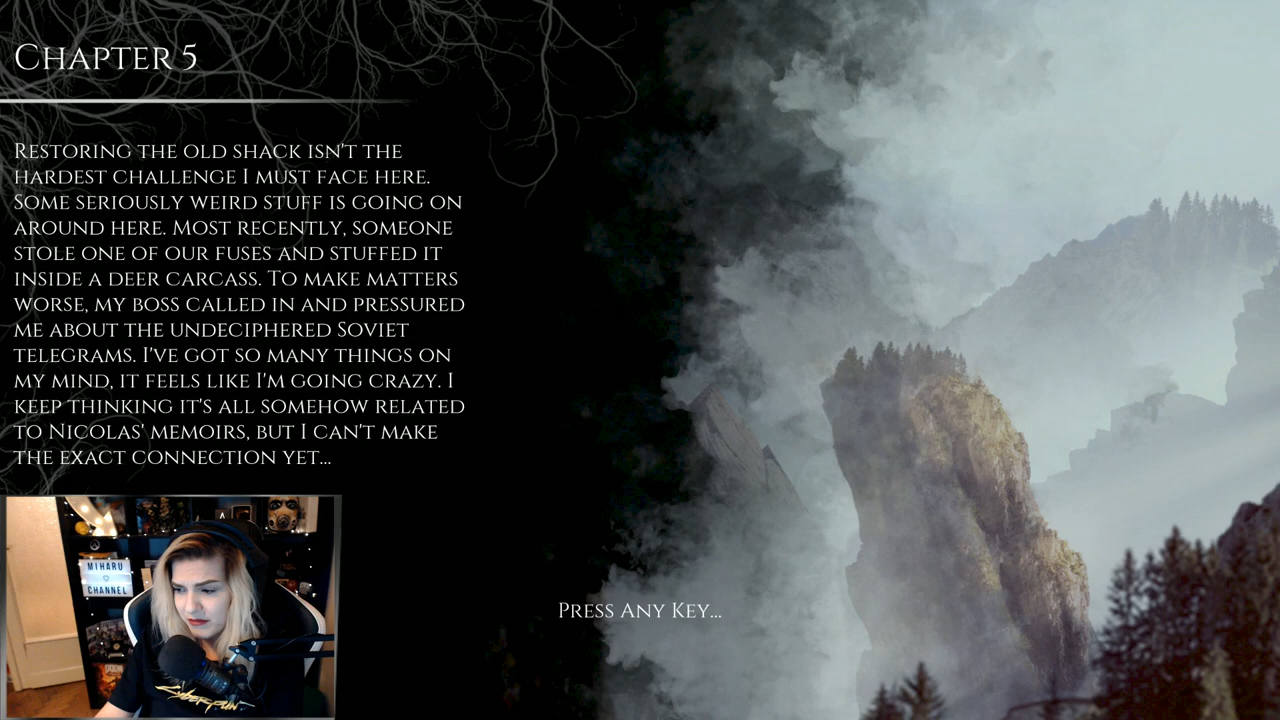 Chapter 5
Restoring the old shack isn't the
hardest challenge I must face here.
Some seriously weird stuff is going on
around here. Most recently, someone
stole one of our fuses and stuffed it
inside a deer carcass. To make matters
worse, my boss called in and pressured
me about the undeciphered Soviet
telegrams. I've got so many things on
my mind, it feels like I'm going crazy. I
keep thinking it's all somehow related
to Nicolas' memoirs, but I can't make
the exact connection yet...
MIHARU
♡
CHANNEL
Press Any Key...